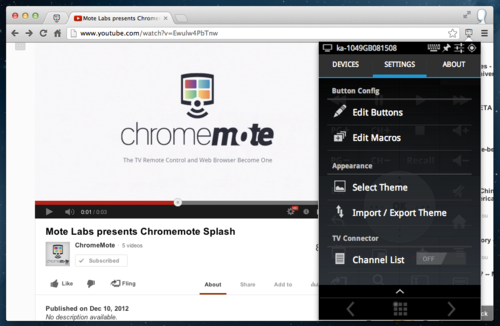 Mote Labs presents Chrome
www.youtube.com/watch?v=Ewulw4PbTnw
ka-1049GB081508
DEVICES SETTINGS ABOUT
Button Config
Edit Buttons
Edit Macros
Appearance
Select Theme
Import / Export Theme
TV Connector
Channel List OFF
chromemote
The TV Remote Control and Web Browser Become One
0:01 / 0:03
Mote Labs presents Chromemote Splash
ChromeMote · 5 videos
Subscribed
Like Fling About Share Add to
Published on Dec 10, 2012
No description available.